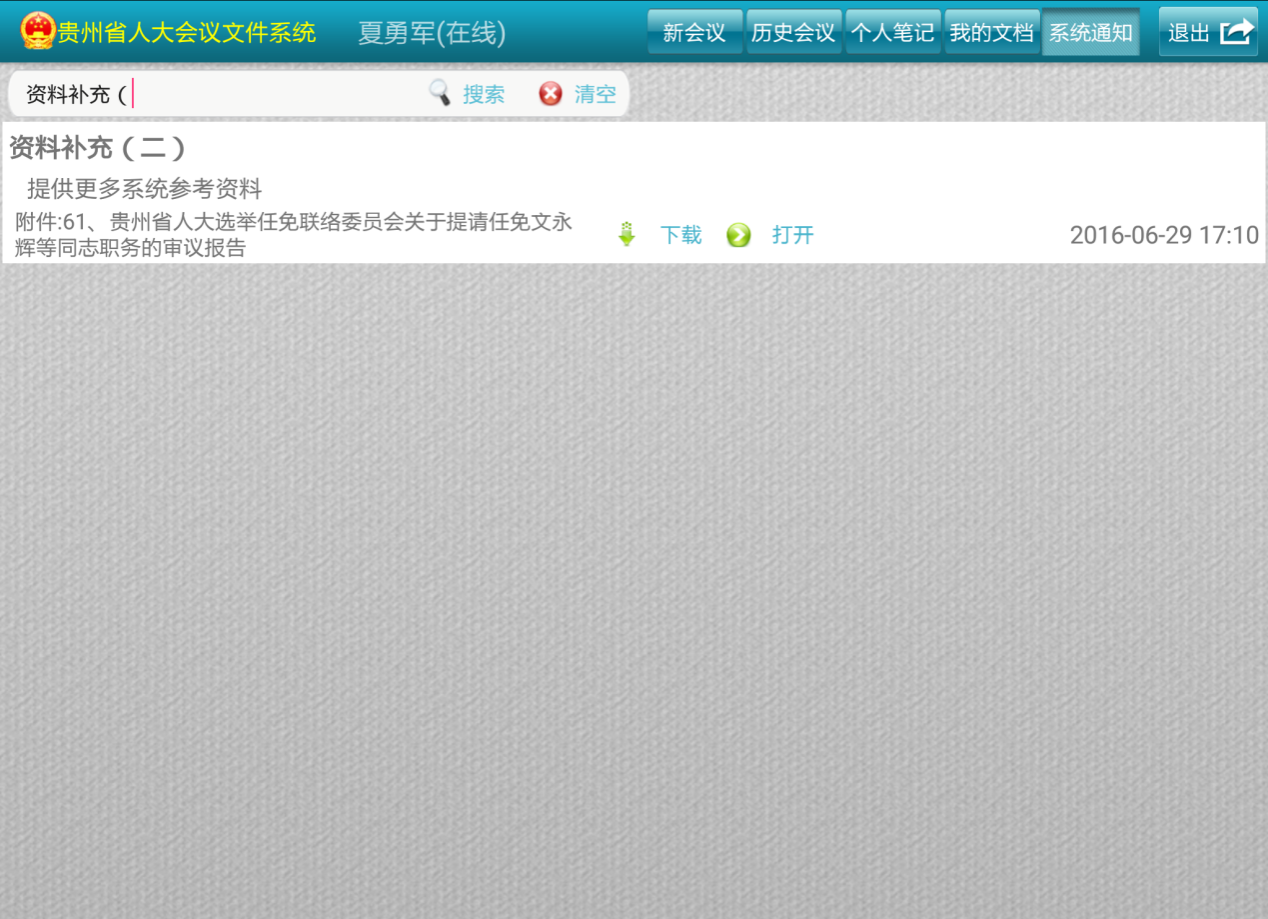 贵州省人大会议文件系统 夏勇军(在线) 新会议 历史会议 个人笔记 我的文档 系统通知 退出
资料补充（ 搜索 清空
资料补充（二）
提供更多系统参考资料
附件:61、贵州省人大选举任免联络委员会关于提请任免文永
辉等同志职务的审议报告
下载 打开 2016-06-29 17:10